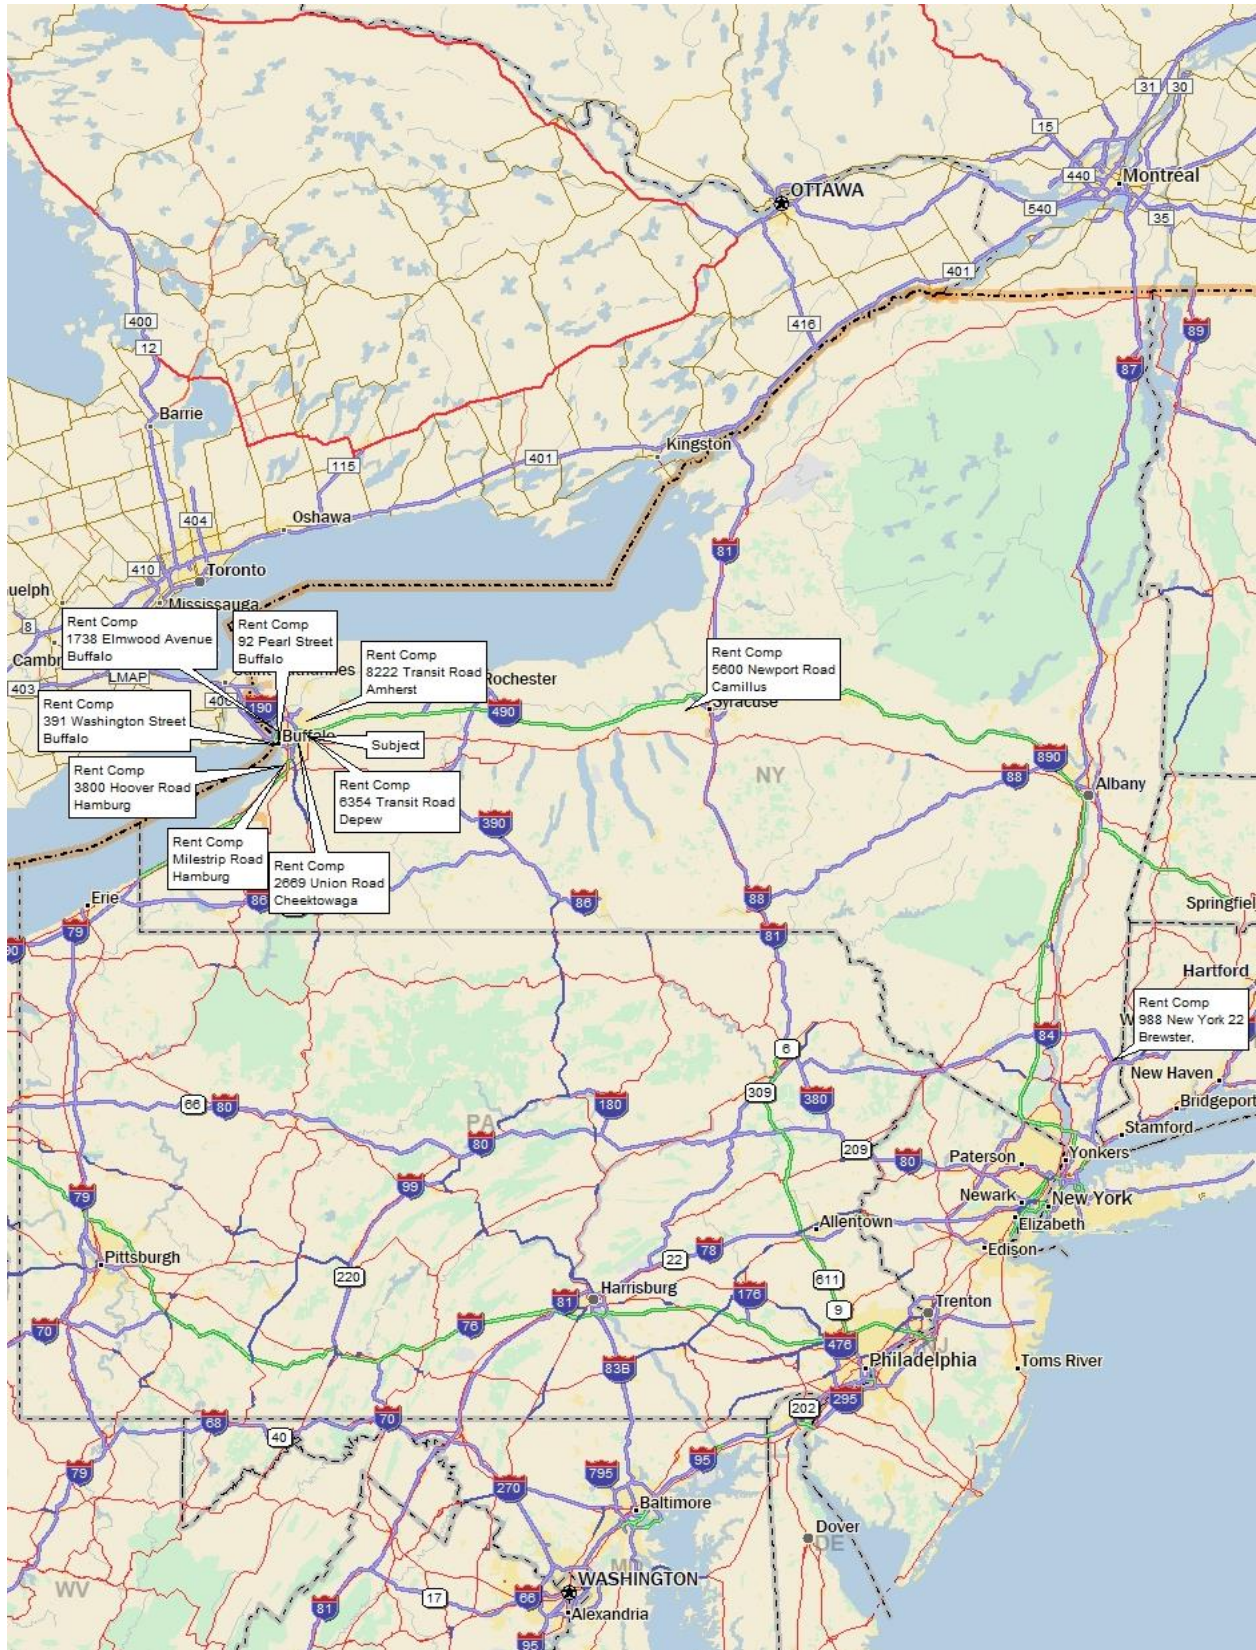 31
30
15
OTTAWA
440
Montréal
540
35
401
400
416
12
89
87
Barrie
Kingston
401
115
404
Oshawa
81
410
Toronto
uelph
Mississauga
8
Rent Comp
1738 Elmwood Avenue
Buffalo
Rent Comp
92 Pearl Street
Buffalo
Rent Comp
8222 Transit Road
Amherst
Rent Comp
5600 Newport Road
Camillus
Camb
403
LMAP
Rochester
190
490
Syracuse
Rent Comp
391 Washington Street
Buffalo
Buffalo
Subject
890
NY
88
Albany
Rent Comp
3800 Hoover Road
Hamburg
Rent Comp
6354 Transit Road
Depew
390
Rent Comp
Milestrip Road
Hamburg
Rent Comp
2669 Union Road
Cheektowaga
Erie
86
86
88
Springfiel
79
90
81
Hartford
Rent Comp
988 New York 22
Brewster,
84
6
New Haven
309
380
66
80
180
Bridgeport
PA
80
Stamford
209
80
Paterson
Yonkers
99
79
Newark
New York
Allentown
Elizabeth
Edison
Pittsburgh
22
78
220
611
Harrisburg
81
176
9
Trenton
70
76
476
NJ
83B
Philadelphia
Toms River
295
202
68
70
40
95
79
795
270
Baltimore
Dover
DE
MD
WASHINGTON
WV
17
66
81
Alexandria
95